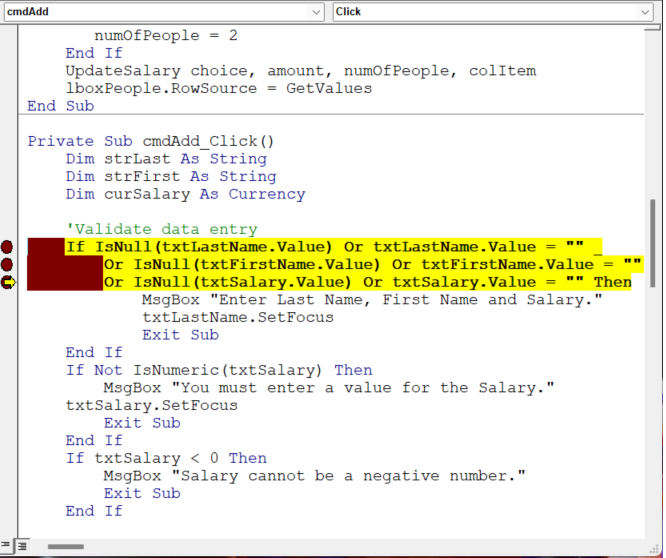 cmdAdd Click
numOfPeople = 2
End If
UpdateSalary choice, amount, numOfPeople, colItem
lboxPeople.RowSource = GetValues
End Sub
Private Sub cmdAdd_Click()
Dim strLast As String
Dim strFirst As String
Dim curSalary As Currency
'Validate data entry
If IsNull(txtLastName.Value) Or txtLastName.Value = "" _
Or IsNull(txtFirstName.Value) Or txtFirstName.Value = ""
Or IsNull(txtSalary.Value) Or txtSalary.Value = "" Then
MsgBox "Enter Last Name, First Name and Salary."
txtLastName.SetFocus
Exit Sub
End If
If Not IsNumeric(txtSalary) Then
MsgBox "You must enter a value for the Salary."
txtSalary.SetFocus
Exit Sub
End If
If txtSalary < 0 Then
MsgBox "Salary cannot be a negative number."
Exit Sub
End If